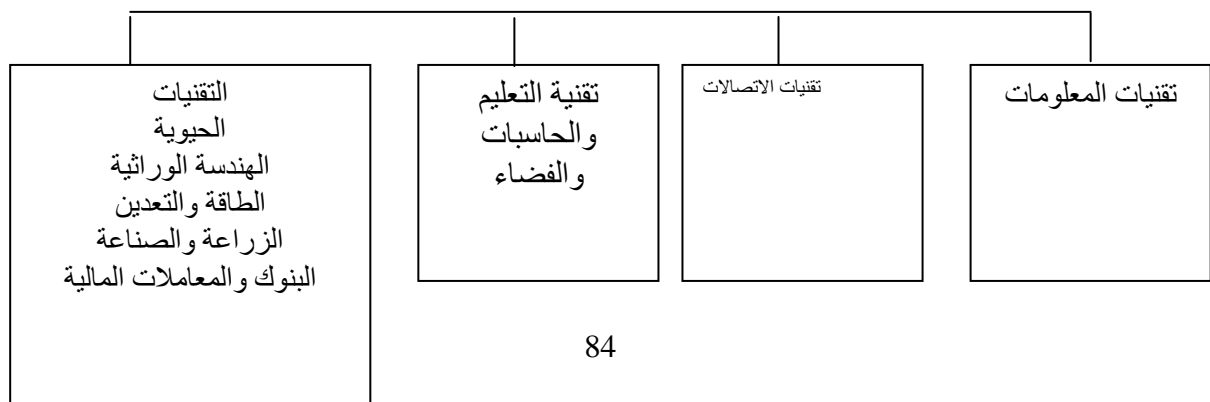 تقنيات المعلومات
تقنيات الاتصالات
تقنية التعليم
والحاسبات
والفضاء
التقنيات
الحيوية
الهندسة الوراثية
الطاقة والتعدين
الزراعة والصناعة
البنوك والمعاملات المالية
84